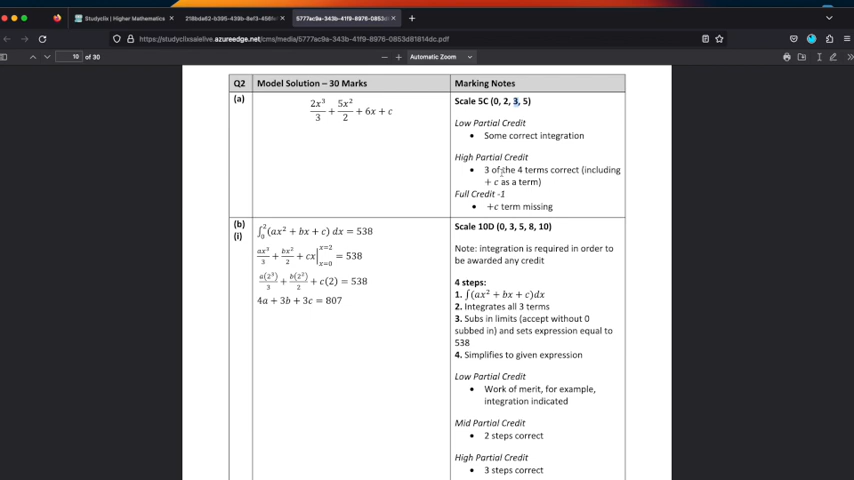 Studyclix | Higher Mathematics
218bda62-b395-439b-8ef3-456f
5777ac9a-347b-41f9-8976-0853d
https://studyclixsalelive.azureedge.net/cms/media/5777ac9a-347b-41f9-8976-0853d81814dc.pdf
10 of 30
Automatic Zoom
Q2 Model Solution – 30 Marks Marking Notes
(a)
2x³/3 + 5x²/2 + 6x + c
Scale 5C (0, 2, 3, 5)
Low Partial Credit
• Some correct integration
High Partial Credit
• 3 of the 4 terms correct (including
+ c as a term)
Full Credit -1
• +c term missing
(b)
(i)
∫₀²(ax² + bx + c) dx = 538
ax³/3 + bx²/2 + cx|ˣ⁼²ₓ₌₀ = 538
a(2³)/3 + b(2²)/2 + c(2) = 538
4a + 3b + 3c = 807
Scale 10D (0, 3, 5, 8, 10)
Note: integration is required in order to
be awarded any credit
4 steps:
1. ∫(ax² + bx + c)dx
2. Integrates all 3 terms
3. Subs in limits (accept without 0
subbed in) and sets expression equal to
538
4. Simplifies to given expression
Low Partial Credit
• Work of merit, for example,
integration indicated
Mid Partial Credit
• 2 steps correct
High Partial Credit
• 3 steps correct